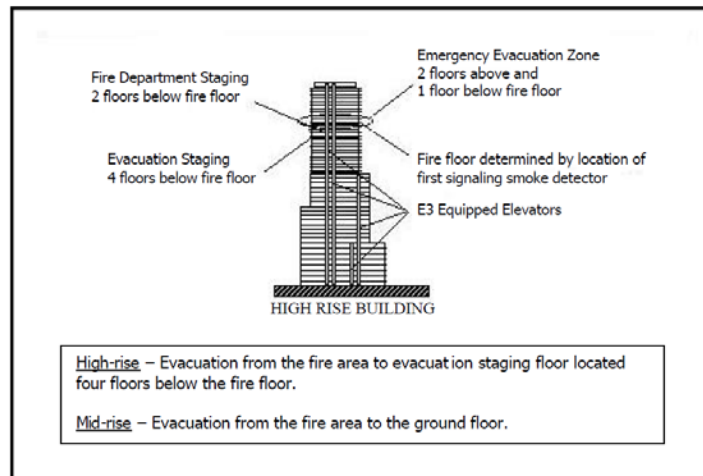 Fire Department Staging
2 floors below fire floor
Emergency Evacuation Zone
2 floors above and
1 floor below fire floor
Evacuation Staging
4 floors below fire floor
Fire floor determined by location of
first signaling smoke detector
E3 Equipped Elevators
HIGH RISE BUILDING
High-rise – Evacuation from the fire area to evacuation staging floor located
four floors below the fire floor.
Mid-rise – Evacuation from the fire area to the ground floor.